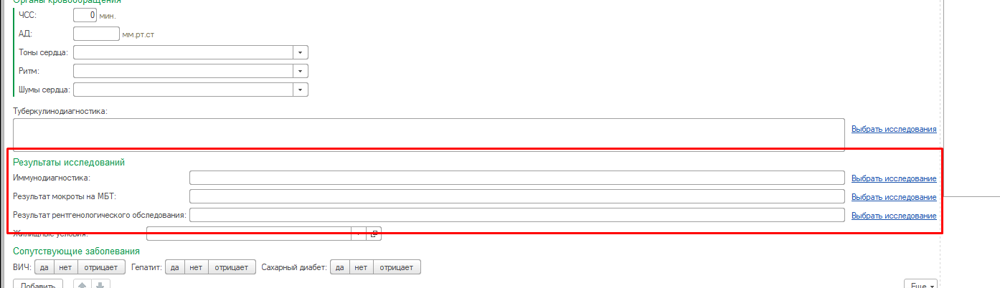 Органы кровообращения
ЧСС: 0 мин.
АД: мм.рт.ст
Тоны сердца:
Ритм:
Шумы сердца:
Туберкулинодиагностика:
Выбрать исследования
Результаты исследований
Иммунодиагностика: Выбрать исследование
Результат мокроты на МБТ: Выбрать исследование
Результат рентгенологического обследования: Выбрать исследование
Жилищные условия:
Сопутствующие заболевания
ВИЧ: да нет отрицает Гепатит: да нет отрицает Сахарный диабет: да нет отрицает
Добавить Еще